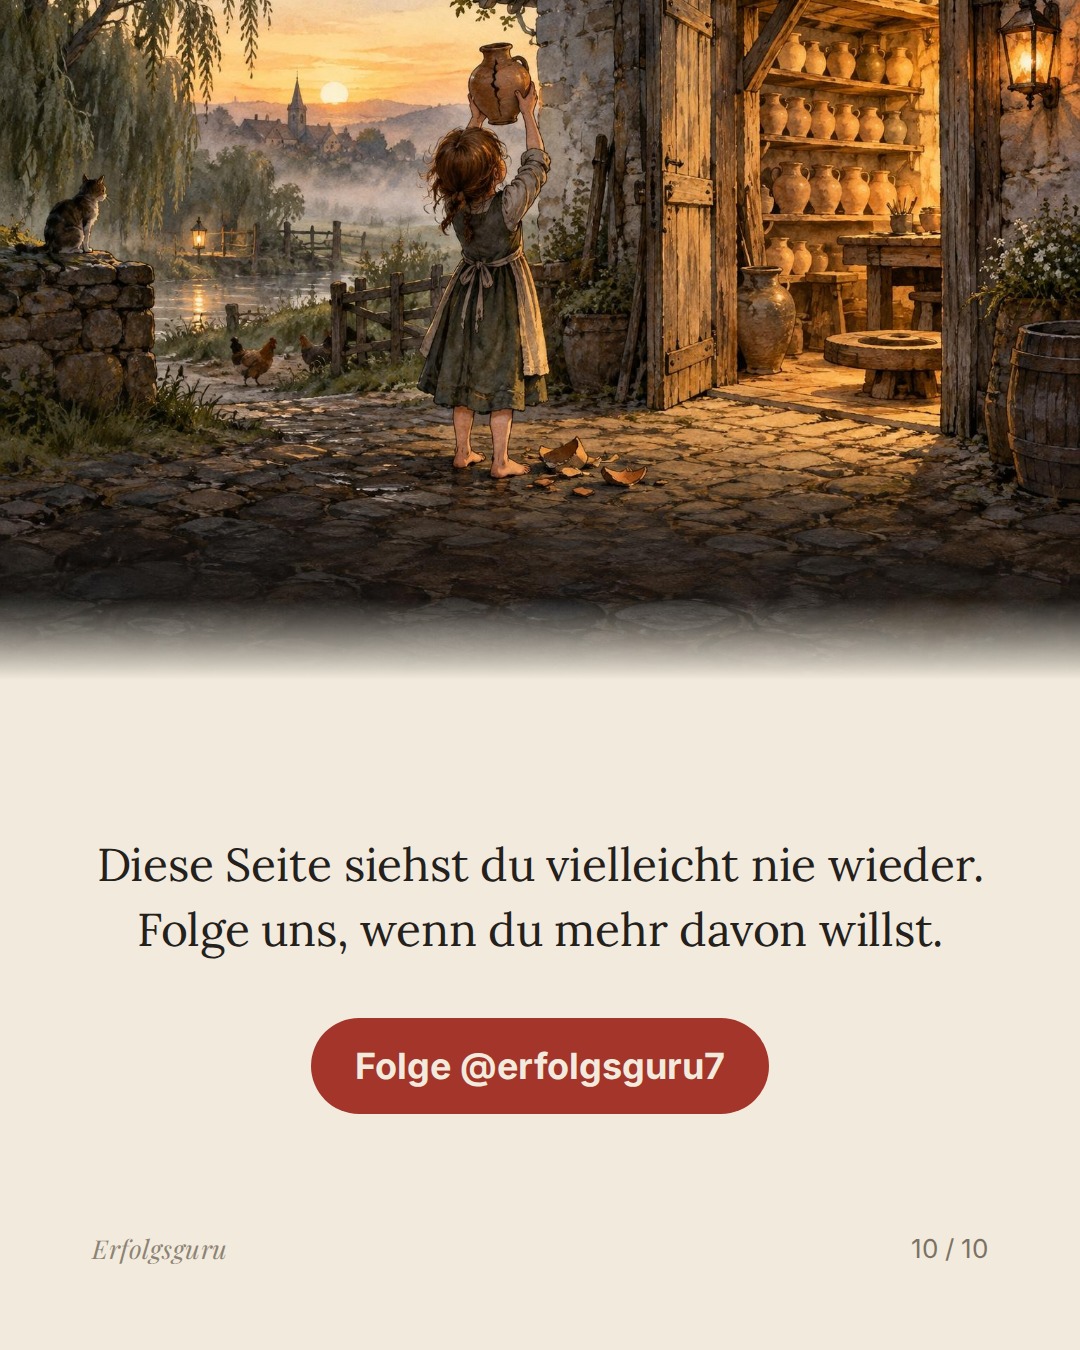 Diese Seite siehst du vielleicht nie wieder.
Folge uns, wenn du mehr davon willst.
Folge @erfolgsguru7
Erfolgsguru
10 / 10